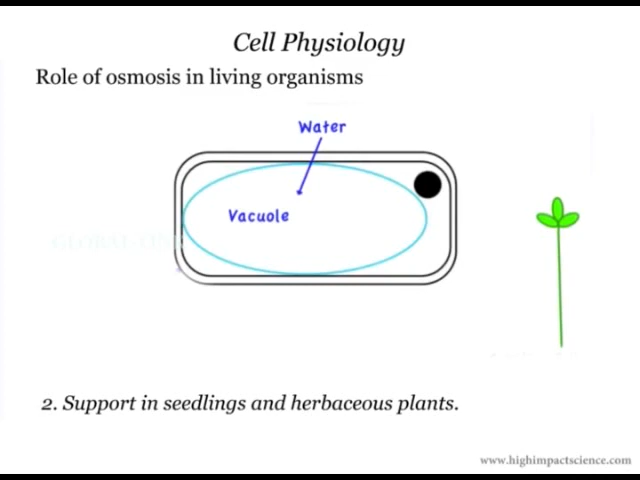 Cell Physiology
Role of osmosis in living organisms
Water
Vacuole
2. Support in seedlings and herbaceous plants.
www.highimpactscience.com